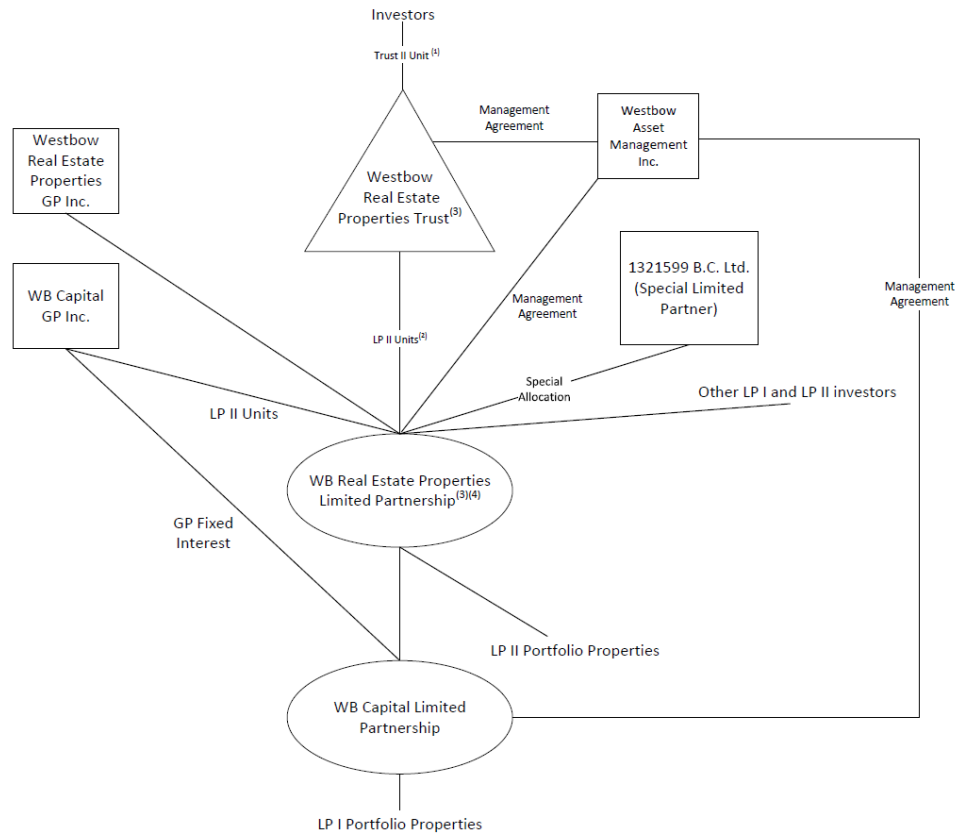 Investors
Trust II Unit (1)
Management
Agreement
Westbow
Asset
Management
Inc.
Westbow
Real Estate
Properties
GP Inc.
Westbow
Real Estate
Properties Trust(3)
1321599 B.C. Ltd.
(Special Limited
Partner)
WB Capital
GP Inc.
Management
Agreement
Management
Agreement
LP II Units(2)
Special
Allocation
Other LP I and LP II investors
LP II Units
WB Real Estate Properties
Limited Partnership(3)(4)
GP Fixed
Interest
LP II Portfolio Properties
WB Capital Limited
Partnership
LP I Portfolio Properties